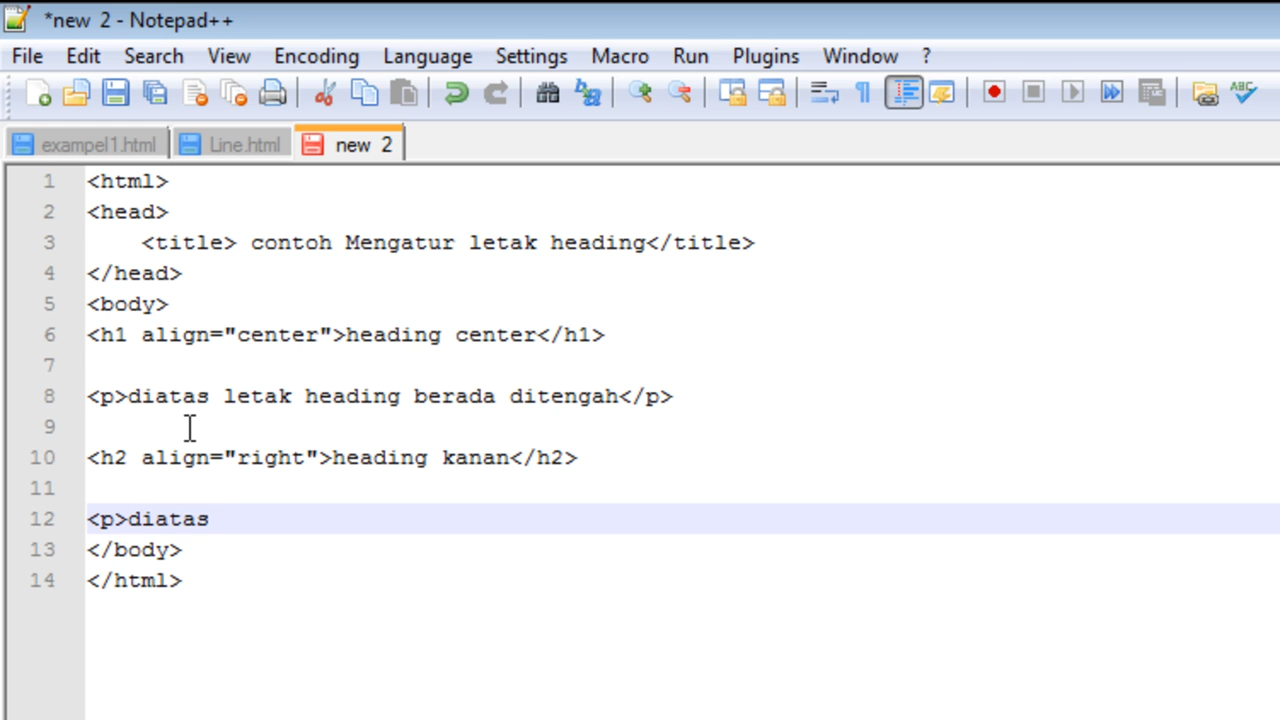 *new 2 - Notepad++
File Edit Search View Encoding Language Settings Macro Run Plugins Window ?
exampel1.html Line.html new 2
1 <html>
2 <head>
3 <title> contoh Mengatur letak heading</title>
4 </head>
5 <body>
6 <h1 align="center">heading center</h1>
7
8 <p>diatas letak heading berada ditengah</p>
9
10 <h2 align="right">heading kanan</h2>
11
12 <p>diatas
13 </body>
14 </html>